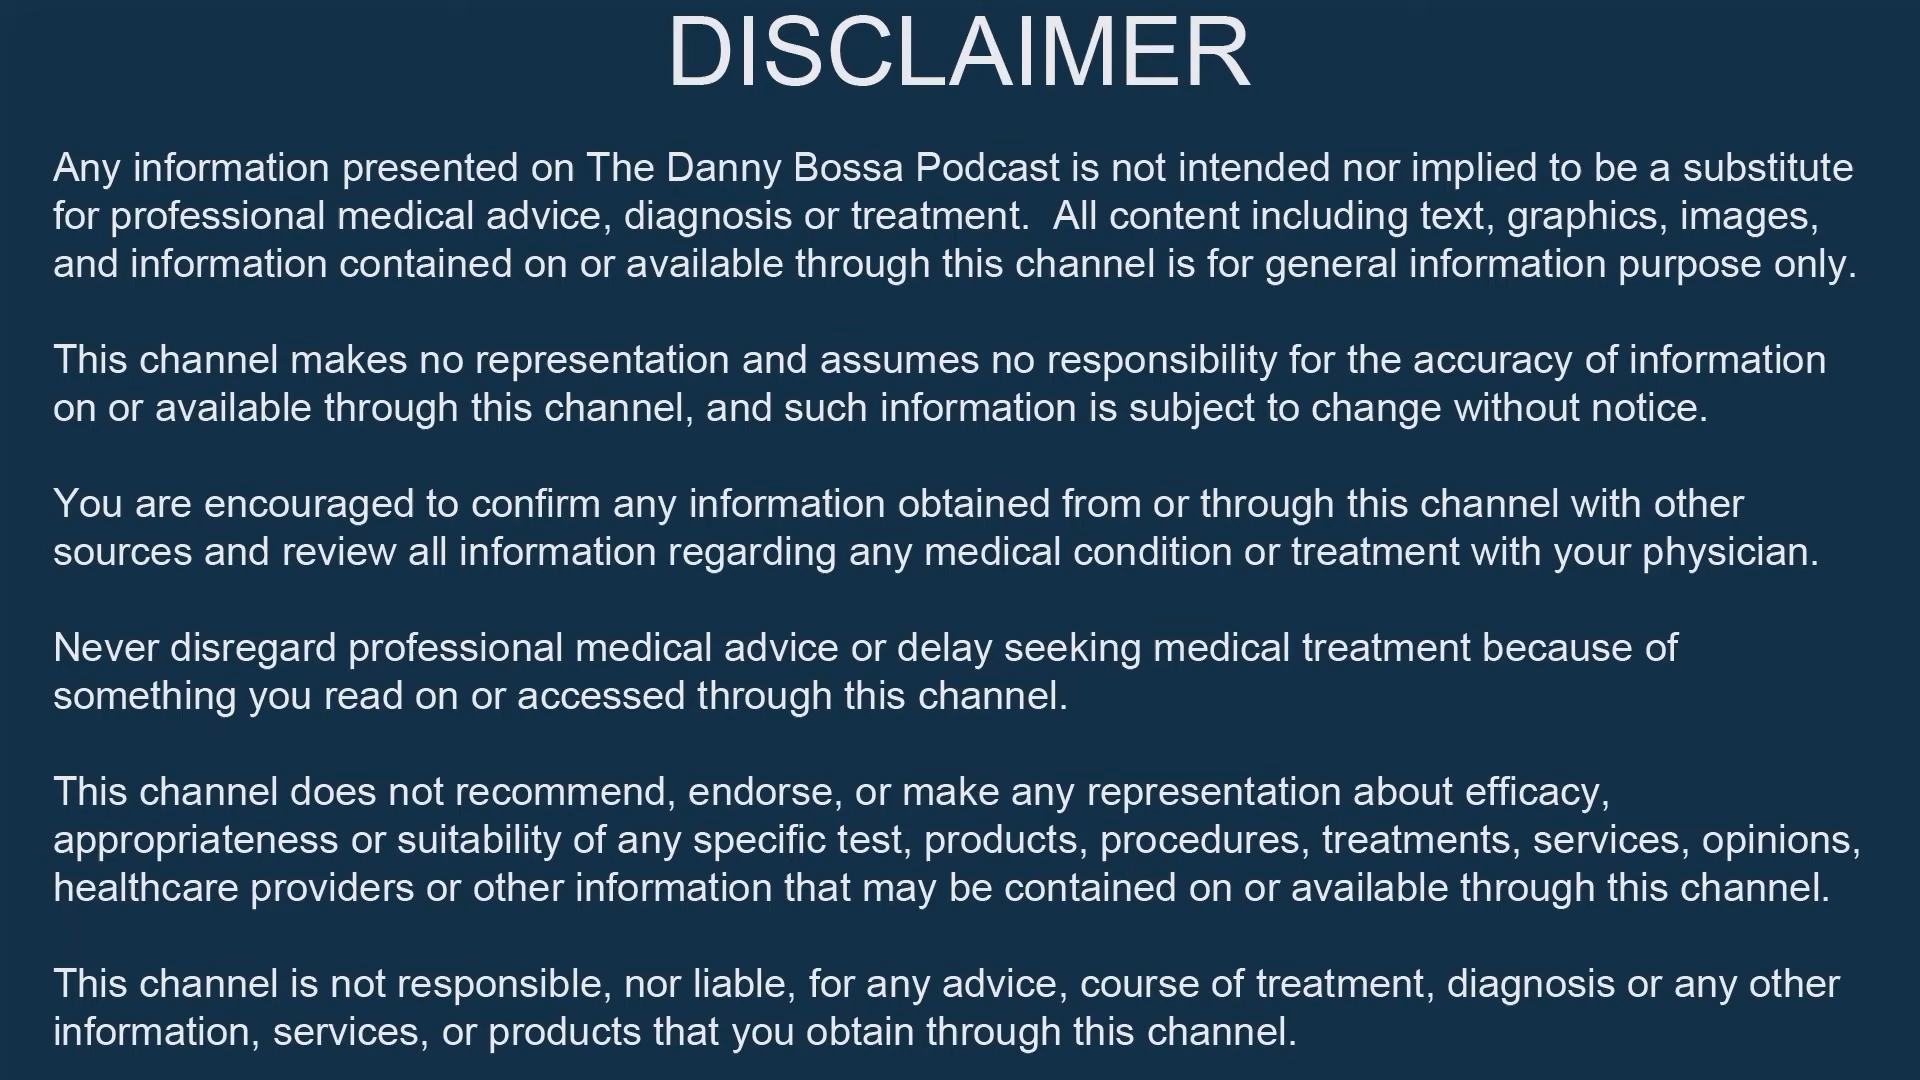 DISCLAIMER
Any information presented on The Danny Bossa Podcast is not intended nor implied to be a substitute
for professional medical advice, diagnosis or treatment.  All content including text, graphics, images,
and information contained on or available through this channel is for general information purpose only.
This channel makes no representation and assumes no responsibility for the accuracy of information
on or available through this channel, and such information is subject to change without notice.
You are encouraged to confirm any information obtained from or through this channel with other
sources and review all information regarding any medical condition or treatment with your physician.
Never disregard professional medical advice or delay seeking medical treatment because of
something you read on or accessed through this channel.
This channel does not recommend, endorse, or make any representation about efficacy,
appropriateness or suitability of any specific test, products, procedures, treatments, services, opinions,
healthcare providers or other information that may be contained on or available through this channel.
This channel is not responsible, nor liable, for any advice, course of treatment, diagnosis or any other
information, services, or products that you obtain through this channel.